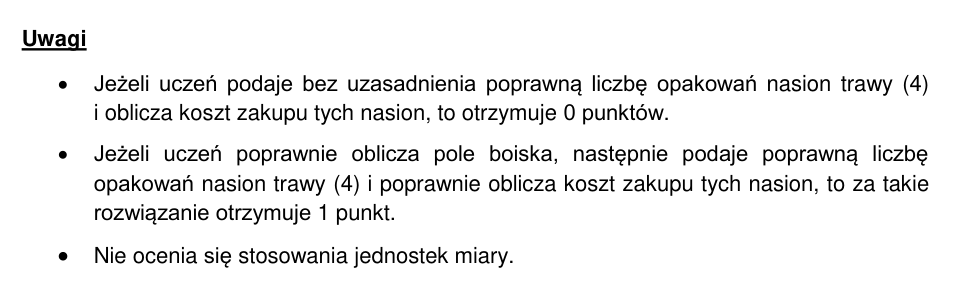 Uwagi
• Jeżeli uczeń podaje bez uzasadnienia poprawną liczbę opakowań nasion trawy (4)
i oblicza koszt zakupu tych nasion, to otrzymuje 0 punktów.
• Jeżeli uczeń poprawnie oblicza pole boiska, następnie podaje poprawną liczbę
opakowań nasion trawy (4) i poprawnie oblicza koszt zakupu tych nasion, to za takie
rozwiązanie otrzymuje 1 punkt.
• Nie ocenia się stosowania jednostek miary.